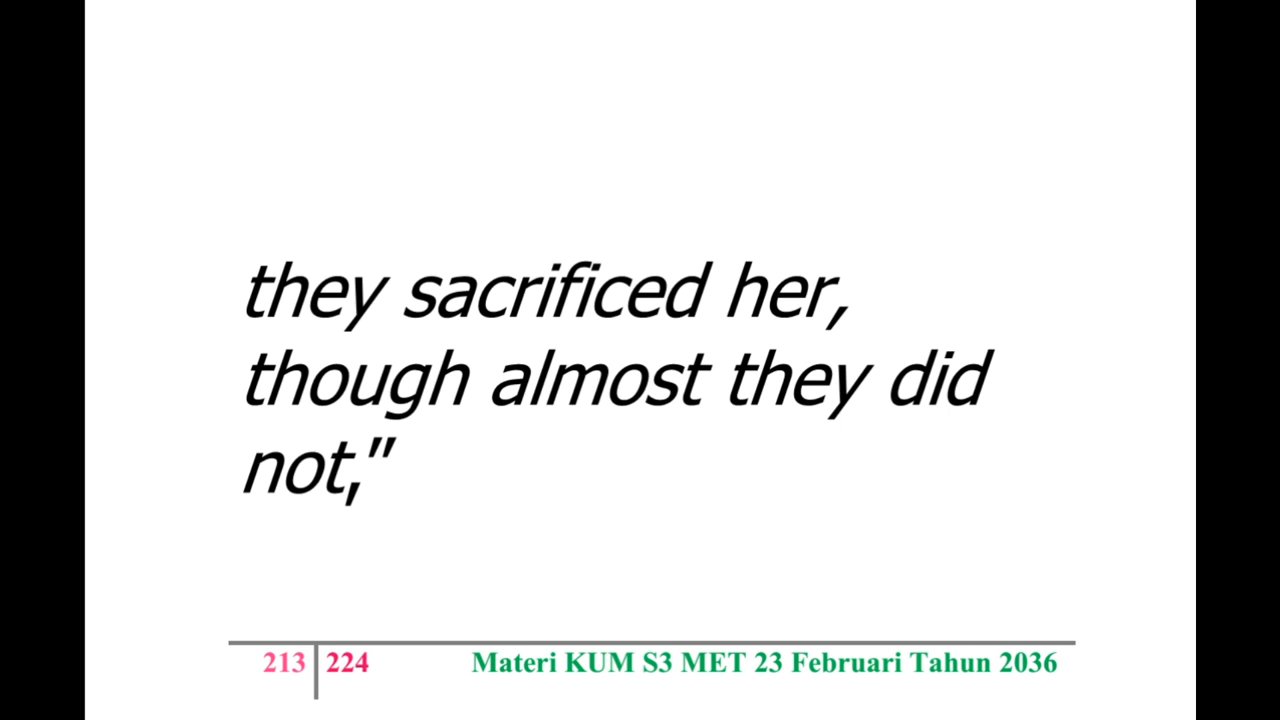 they sacrificed her,
though almost they did
not,”
213 224 Materi KUM S3 MET 23 Februari Tahun 2036